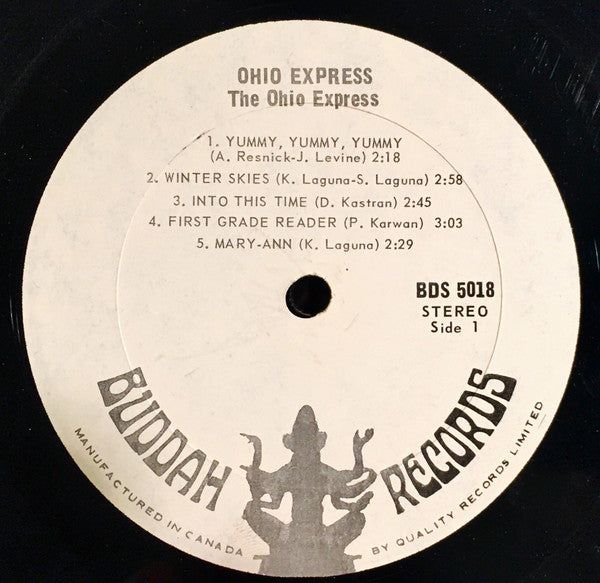 OHIO EXPRESS
The Ohio Express
1. YUMMY, YUMMY, YUMMY
(A. Resnick-J. Levine) 2:18
2. WINTER SKIES (K. Laguna-S. Laguna) 2:58
3. INTO THIS TIME (D. Kastran) 2:45
4. FIRST GRADE READER (P. Karwan) 3:03
5. MARY-ANN (K. Laguna) 2:29
BDS 5018
STEREO
Side 1
BUDDAH RECORDS
MANUFACTURED IN CANADA BY QUALITY RECORDS LIMITED